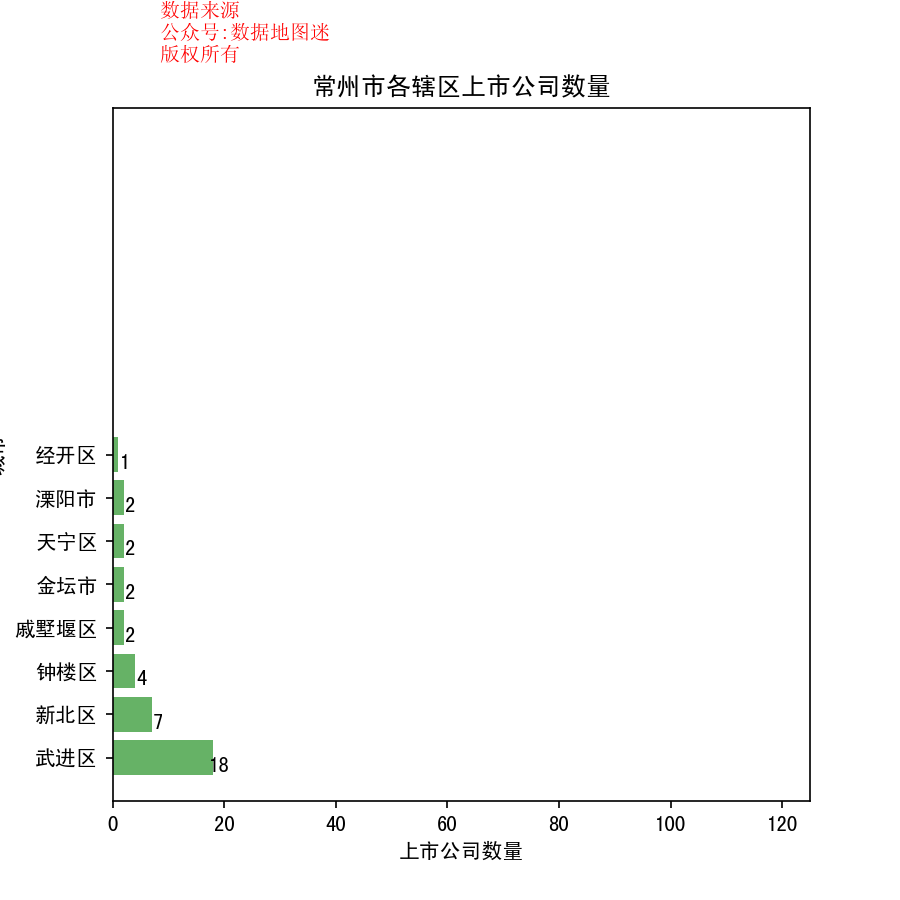 数据来源
公众号:数据地图迷
版权所有
常州市各辖区上市公司数量
经开区 1
溧阳市 2
天宁区 2
金坛市 2
戚墅堰区 2
钟楼区 4
新北区 7
武进区 18
0 20 40 60 80 100 120
上市公司数量